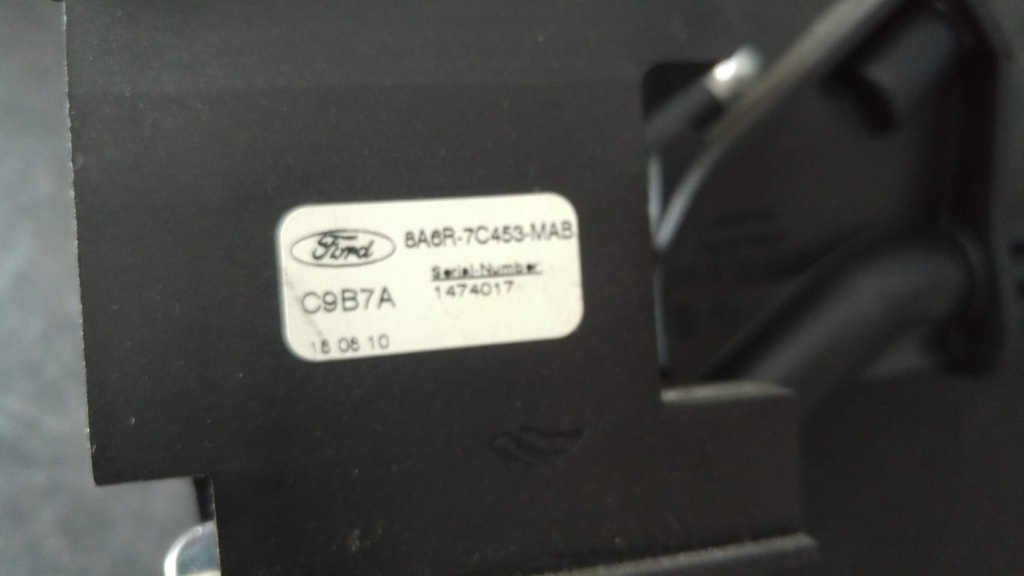 Ford 8A6R-7C453-MAB
Serial-Number
1474017
C9B7A
18 08 10